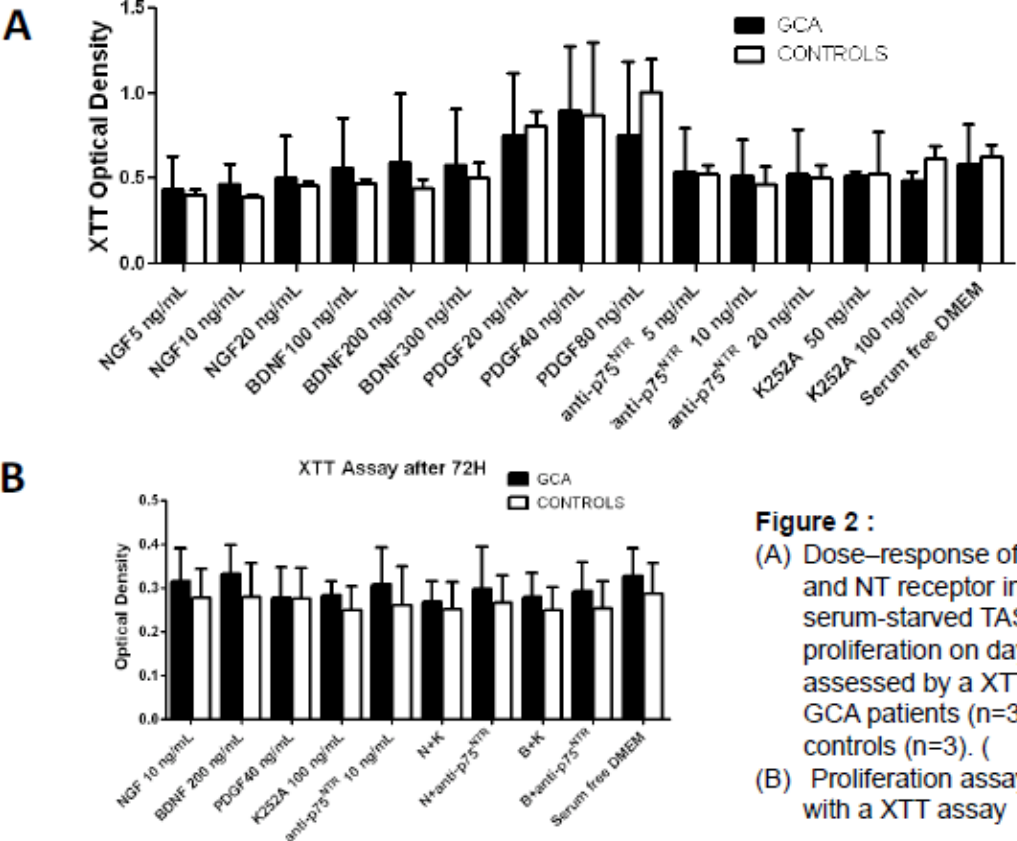 A
XTT Optical Density
1.5
1.0
0.5
0.0
GCA
CONTROLS
NGF5 ng/mL
NGF10 ng/mL
NGF20 ng/mL
BDNF100 ng/mL
BDNF200 ng/mL
BDNF300 ng/mL
PDGF20 ng/mL
PDGF40 ng/mL
PDGF80 ng/mL
anti-p75NTR 5 ng/mL
anti-p75NTR 10 ng/mL
anti-p75NTR 20 ng/mL
K252A 50 ng/mL
K252A 100 ng/mL
Serum free DMEM
B
XTT Assay after 72H
GCA
CONTROLS
Optical Density
0.5
0.4
0.3
0.2
0.1
0.0
NGF 10 ng/mL
BDNF 200 ng/mL
PDGF40 ng/mL
K252A 100 ng/mL
anti-p75NTR 10 ng/mL
N+K
N+anti-p75NTR
B+K
B+anti-p75NTR
Serum free DMEM
Figure 2 :
(A) Dose–response of
and NT receptor in
serum-starved TAS
proliferation on day
assessed by a XTT
GCA patients (n=3
controls (n=3). (
(B) Proliferation assay
with a XTT assay